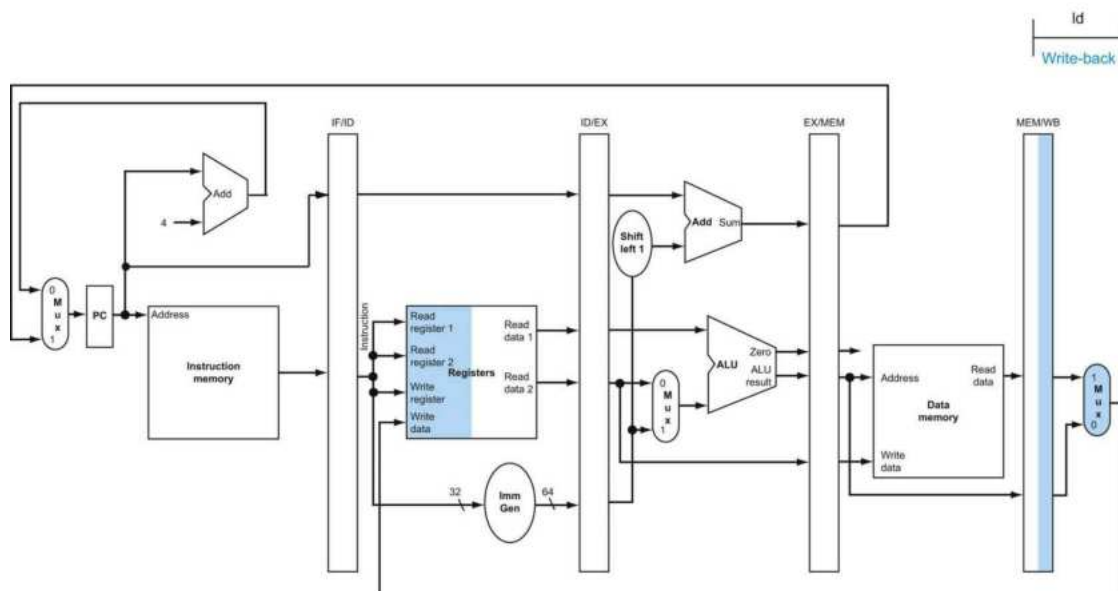 ld
Write-back
IF/ID
ID/EX
EX/MEM
MEM/WB
Add
4
Add Sum
Shift
left 1
0
M
u
x
1
PC
Address
Instruction
memory
Instruction
Read
register 1
Read
register 2
Registers
Write
register
Write
data
Read
data 1
Read
data 2
0
M
u
x
1
Zero
ALU
ALU
result
Address
Read
data
Data
memory
Write
data
1
M
u
x
0
32
Imm
Gen
64